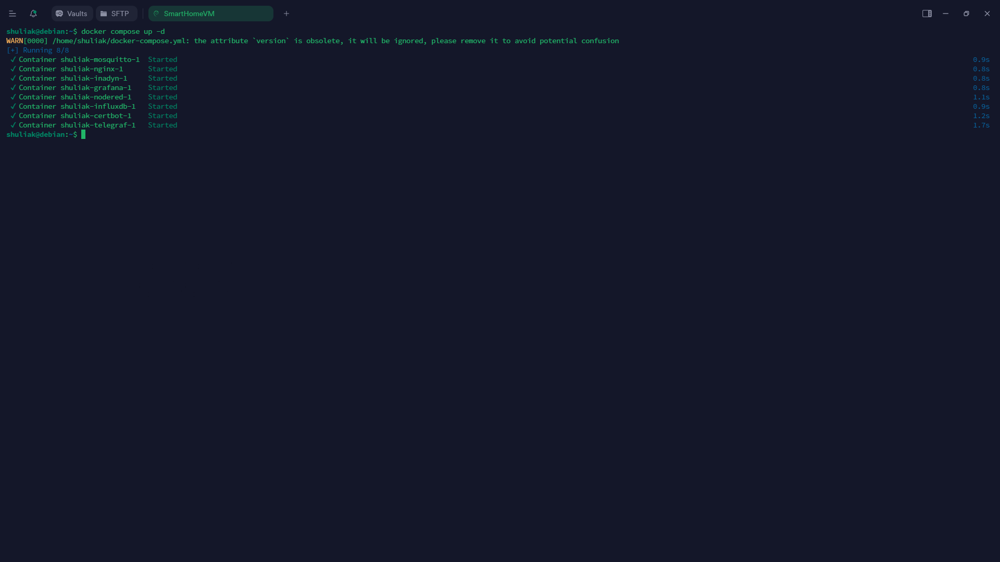 Vaults SFTP SmartHomeVM
shuliak@debian:~$ docker compose up -d
WARN[0000] /home/shuliak/docker-compose.yml: the attribute `version` is obsolete, it will be ignored, please remove it to avoid potential confusion
[+] Running 8/8
✓ Container shuliak-mosquitto-1 Started 0.9s
✓ Container shuliak-nginx-1 Started 0.8s
✓ Container shuliak-inadyn-1 Started 0.8s
✓ Container shuliak-grafana-1 Started 0.8s
✓ Container shuliak-nodered-1 Started 1.1s
✓ Container shuliak-influxdb-1 Started 0.9s
✓ Container shuliak-certbot-1 Started 1.2s
✓ Container shuliak-telegraf-1 Started 1.7s
shuliak@debian:~$